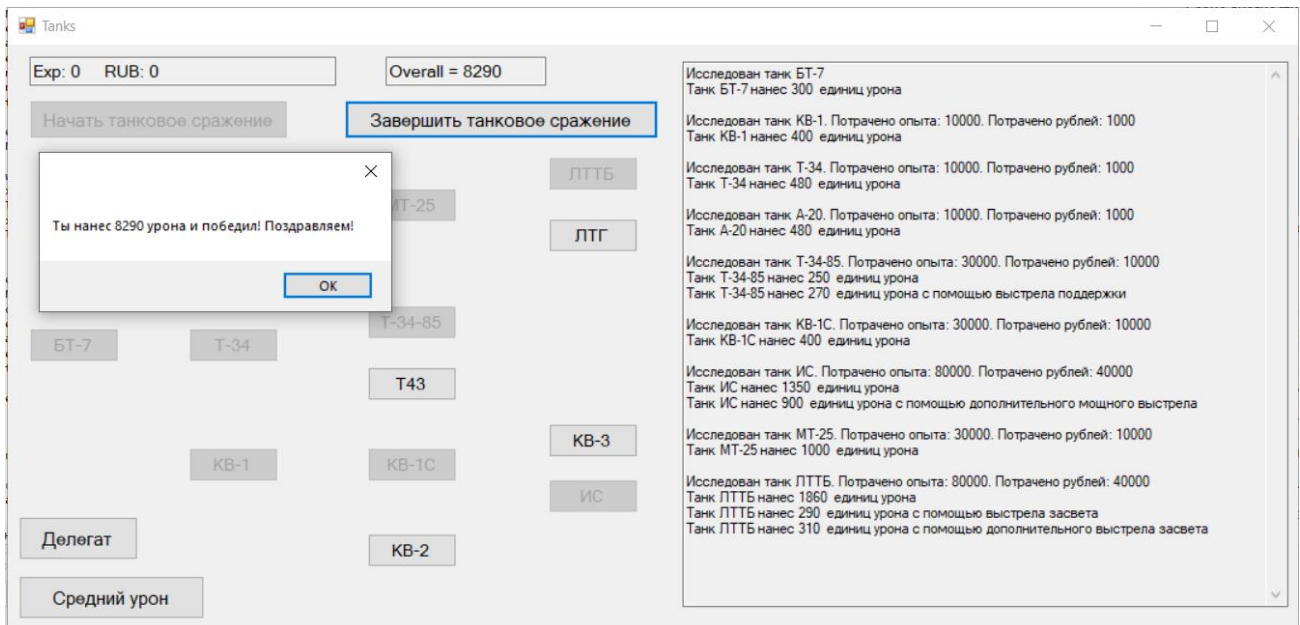 Tanks
Exp: 0 RUB: 0
Overall = 8290
Начать танковое сражение
Завершить танковое сражение
Ты нанес 8290 урона и победил! Поздравляем!
OK
ЛТТБ
МТ-25
ЛТГ
Т-34-85
БТ-7
Т-34
Т43
КВ-3
КВ-1
КВ-1С
ИС
Делегат
КВ-2
Средний урон
Исследован танк БТ-7
Танк БТ-7 нанес 300 единиц урона
Исследован танк КВ-1. Потрачено опыта: 10000. Потрачено рублей: 1000
Танк КВ-1 нанес 400 единиц урона
Исследован танк Т-34. Потрачено опыта: 10000. Потрачено рублей: 1000
Танк Т-34 нанес 480 единиц урона
Исследован танк А-20. Потрачено опыта: 10000. Потрачено рублей: 1000
Танк А-20 нанес 480 единиц урона
Исследован танк Т-34-85. Потрачено опыта: 30000. Потрачено рублей: 10000
Танк Т-34-85 нанес 250 единиц урона
Танк Т-34-85 нанес 270 единиц урона с помощью выстрела поддержки
Исследован танк КВ-1С. Потрачено опыта: 30000. Потрачено рублей: 10000
Танк КВ-1С нанес 400 единиц урона
Исследован танк ИС. Потрачено опыта: 80000. Потрачено рублей: 40000
Танк ИС нанес 1350 единиц урона
Танк ИС нанес 900 единиц урона с помощью дополнительного мощного выстрела
Исследован танк МТ-25. Потрачено опыта: 30000. Потрачено рублей: 10000
Танк МТ-25 нанес 1000 единиц урона
Исследован танк ЛТТБ. Потрачено опыта: 80000. Потрачено рублей: 40000
Танк ЛТТБ нанес 1860 единиц урона
Танк ЛТТБ нанес 290 единиц урона с помощью выстрела засвета
Танк ЛТТБ нанес 310 единиц урона с помощью дополнительного выстрела засвета